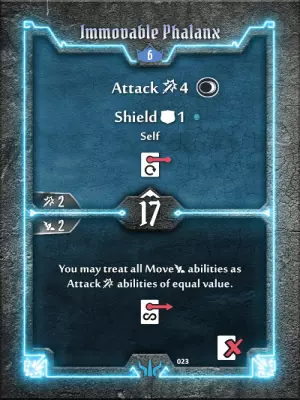 Immovable Phalanx
6
Attack 4
Shield 1
Self
2
17
2
You may treat all Move abilities as
Attack abilities of equal value.
023